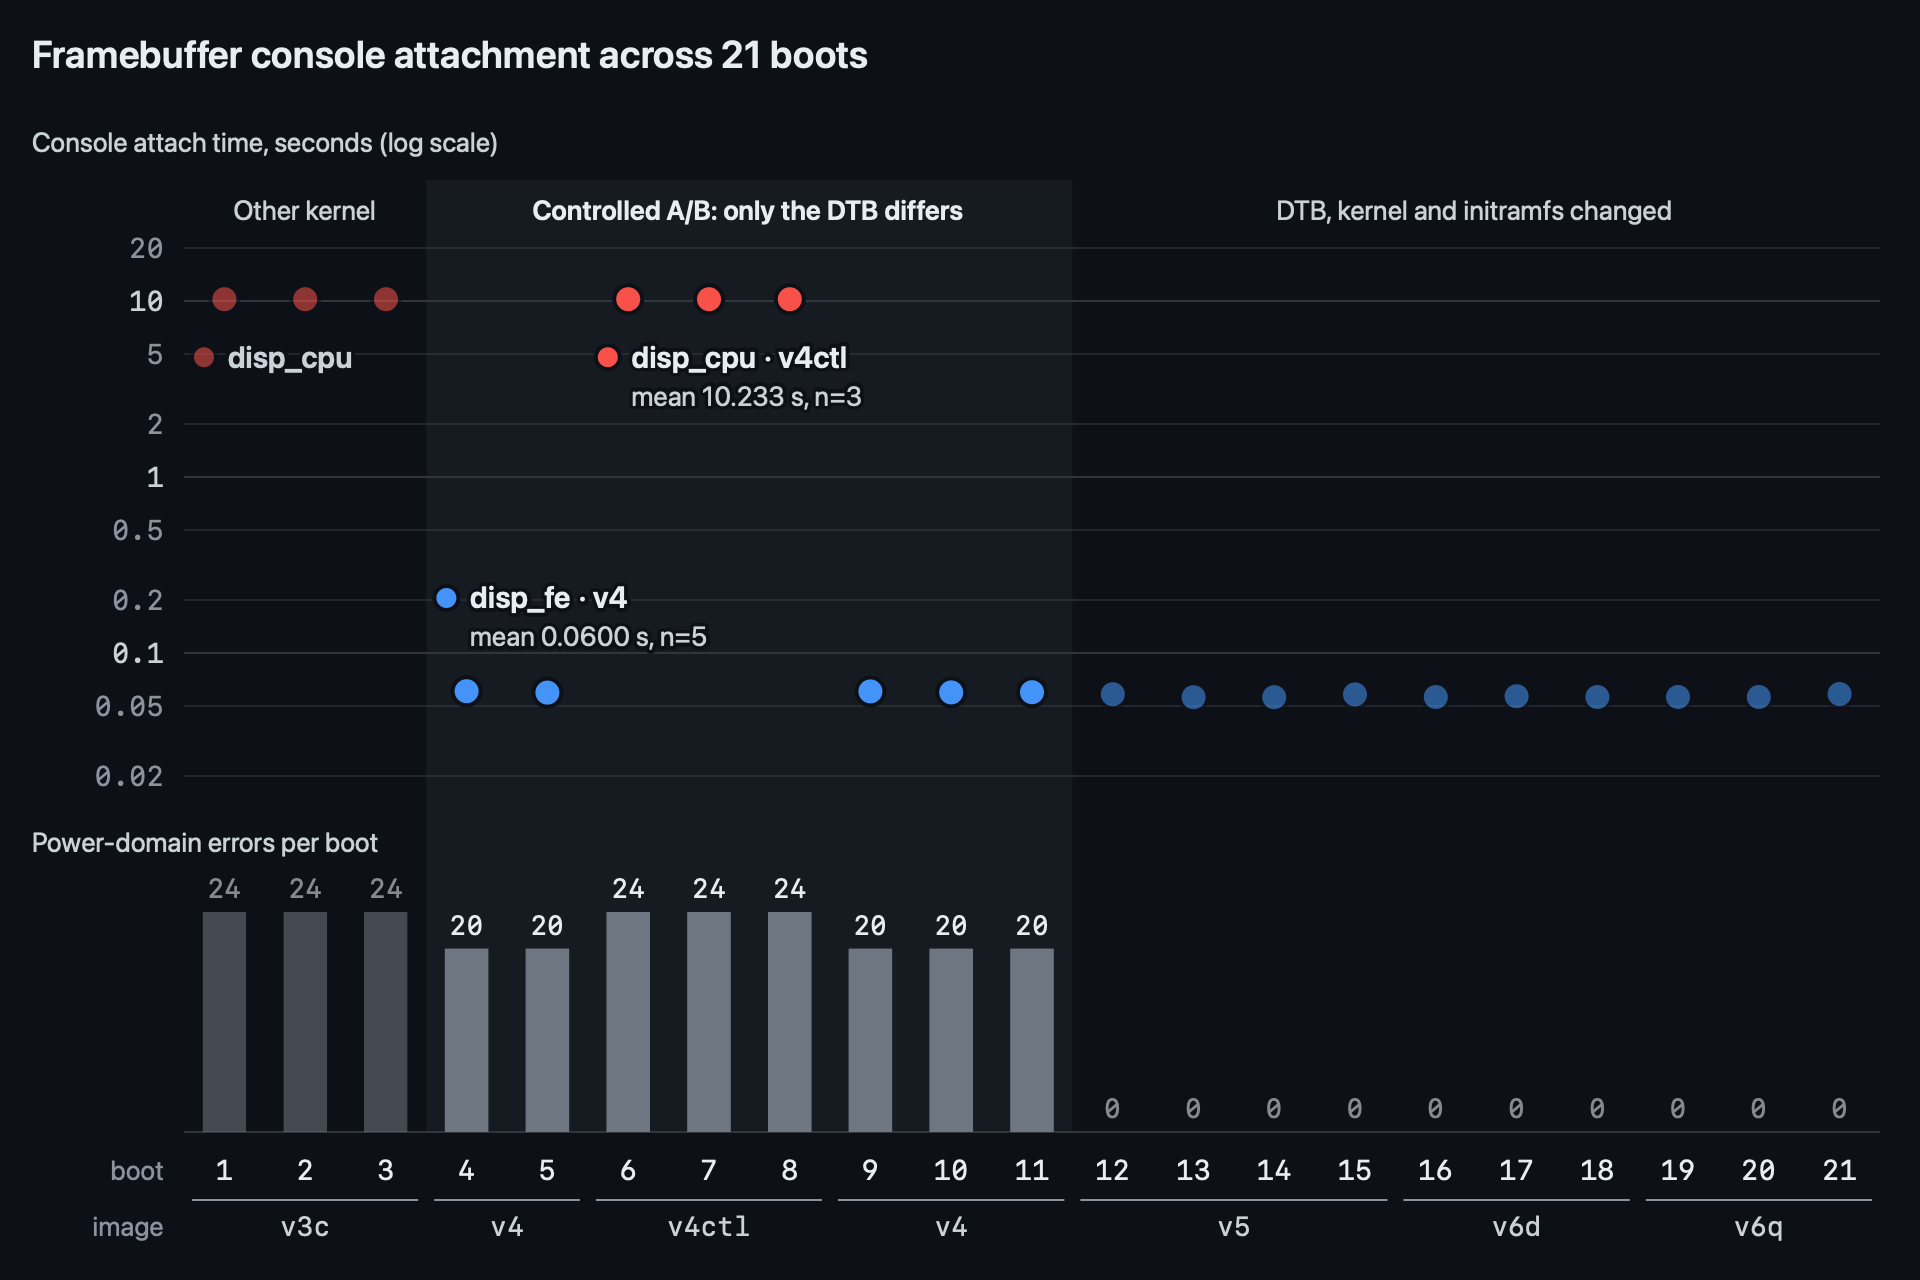 Framebuffer console attachment across 21 boots
Console attach time, seconds (log scale)
Other kernel
Controlled A/B: only the DTB differs
DTB, kernel and initramfs changed
20
10
5
disp_cpu
disp_cpu · v4ctl
mean 10.233 s, n=3
2
1
0.5
0.2
disp_fe · v4
mean 0.0600 s, n=5
0.1
0.05
0.02
Power-domain errors per boot
24 24 24 20 20 24 24 24 20 20 20 0 0 0 0 0 0 0 0 0 0
boot 1 2 3 4 5 6 7 8 9 10 11 12 13 14 15 16 17 18 19 20 21
image v3c v4 v4ctl v4 v5 v6d v6q